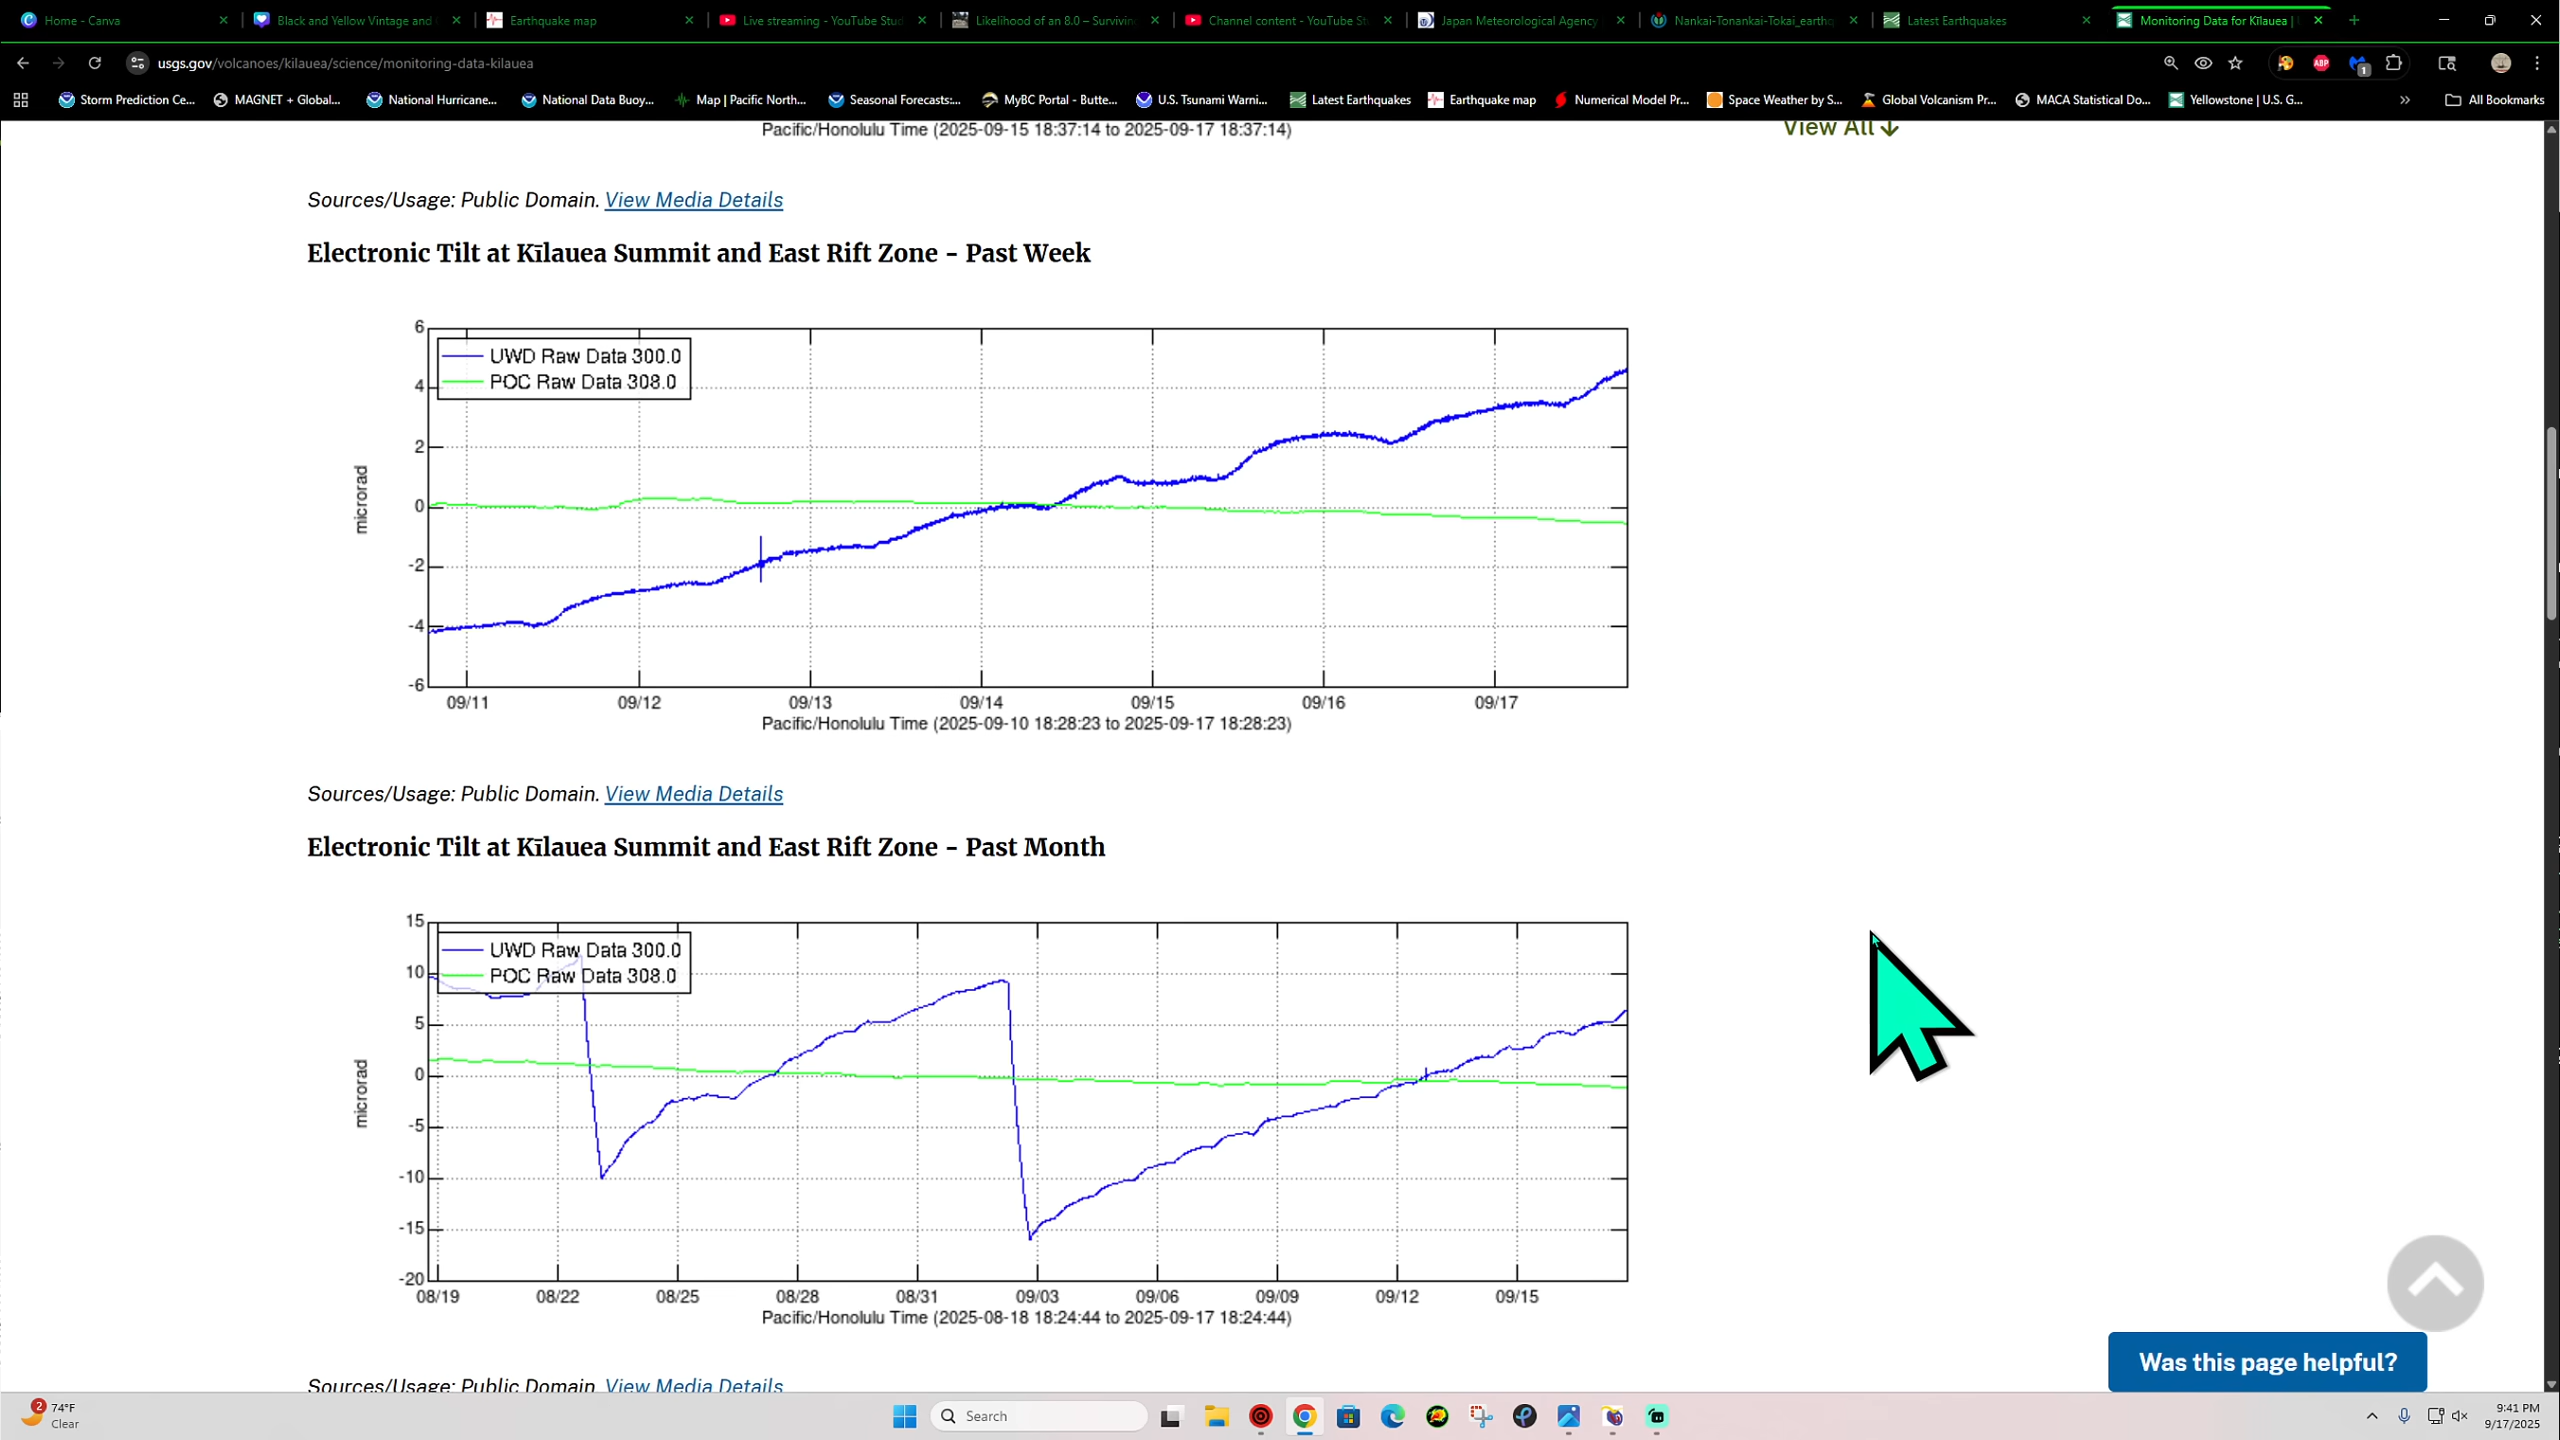 Home - Canva
Black and Yellow Vintage and
Earthquake map
Live streaming - YouTube Stud
Likelihood of an 8.0 – Survivin
Channel content - YouTube St
Japan Meteorological Agency
Nankai-Tonankai-Tokai_earthq
Latest Earthquakes
Monitoring Data for Kīlauea |
usgs.gov/volcanoes/kilauea/science/monitoring-data-kilauea
Storm Prediction Ce...
MAGNET + Global...
National Hurricane...
National Data Buoy...
Map | Pacific North...
Seasonal Forecasts:...
MyBC Portal - Butte...
U.S. Tsunami Warni...
Latest Earthquakes
Earthquake map
Numerical Model Pr...
Space Weather by S...
Global Volcanism Pr...
MACA Statistical Do...
Yellowstone | U.S. G...
All Bookmarks
Pacific/Honolulu Time (2025-09-15 18:37:14 to 2025-09-17 18:37:14)
View All
Sources/Usage: Public Domain. View Media Details
Electronic Tilt at Kīlauea Summit and East Rift Zone - Past Week
UWD Raw Data 300.0
POC Raw Data 308.0
6
4
2
0
-2
-4
-6
microrad
09/11 09/12 09/13 09/14 09/15 09/16 09/17
Pacific/Honolulu Time (2025-09-10 18:28:23 to 2025-09-17 18:28:23)
Sources/Usage: Public Domain. View Media Details
Electronic Tilt at Kīlauea Summit and East Rift Zone - Past Month
UWD Raw Data 300.0
POC Raw Data 308.0
15
10
5
0
-5
-10
-15
-20
microrad
08/19 08/22 08/25 08/28 08/31 09/03 09/06 09/09 09/12 09/15
Pacific/Honolulu Time (2025-08-18 18:24:44 to 2025-09-17 18:24:44)
Was this page helpful?
Sources/Usage: Public Domain. View Media Details
2
74°F
Clear
Search
9:41 PM
9/17/2025